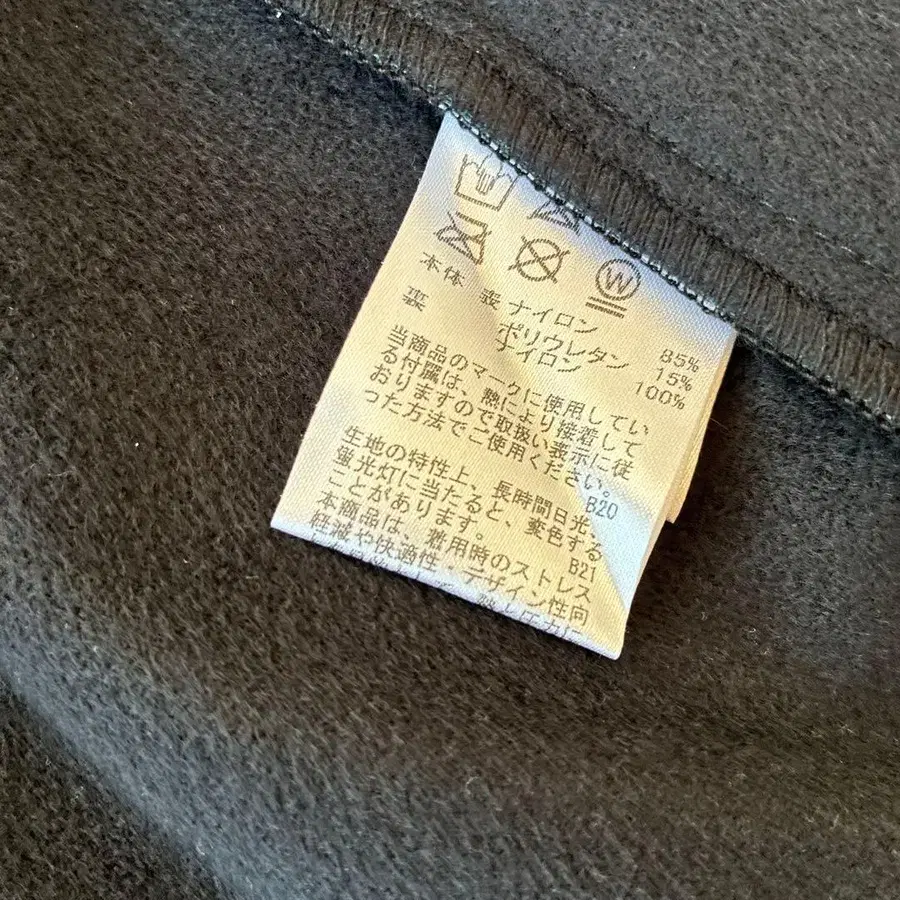 W
本体 表 ナイロン 85%
ポリウレタン 15%
裏 ナイロン 100%
当商品のマークに使用してい
る付属は、熱により接着して
おりますので取扱い表示に従
った方法でご使用ください。
B20
生地の特性上、長時間日光、
蛍光灯に当たると、変色する
ことがあります。
B21
本商品は、着用時のストレス
軽減や快適性・デザイン性向